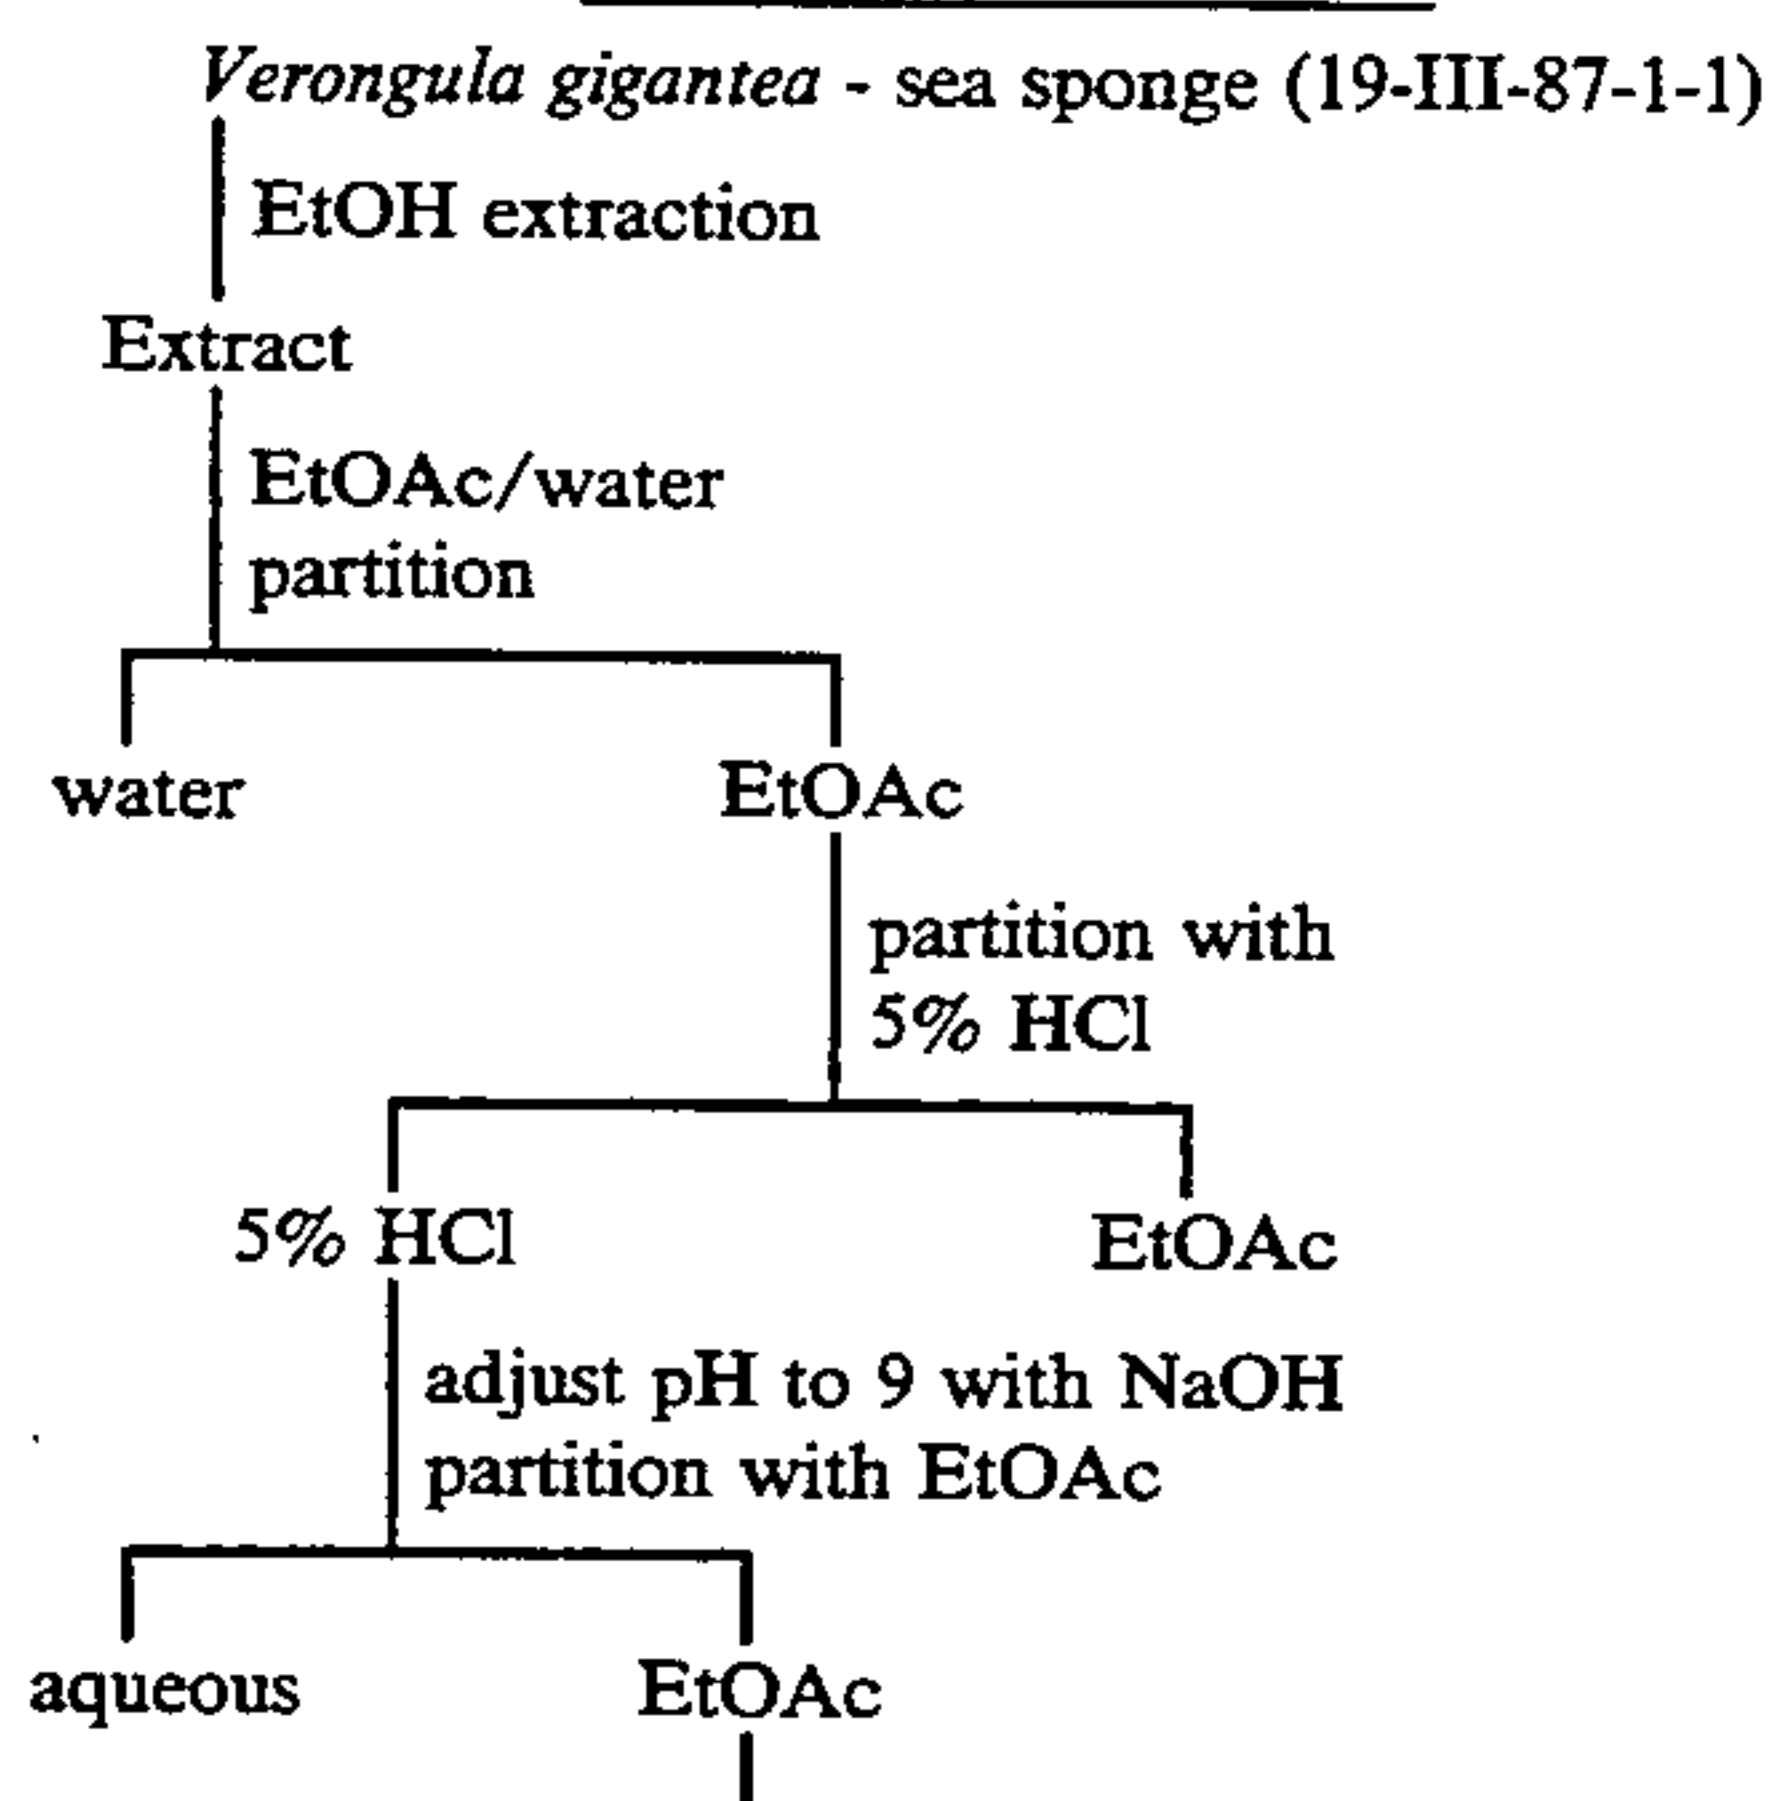 Verongula gigantea - sea sponge (19-III-87-1-1)
EtOH extraction
Extract
EtOAc/water
partition
water
EtOAc
partition with
5% HCl
5% HCl
EtOAc
adjust pH to 9 with NaOH
partition with EtOAc
aqueous
EtOAc